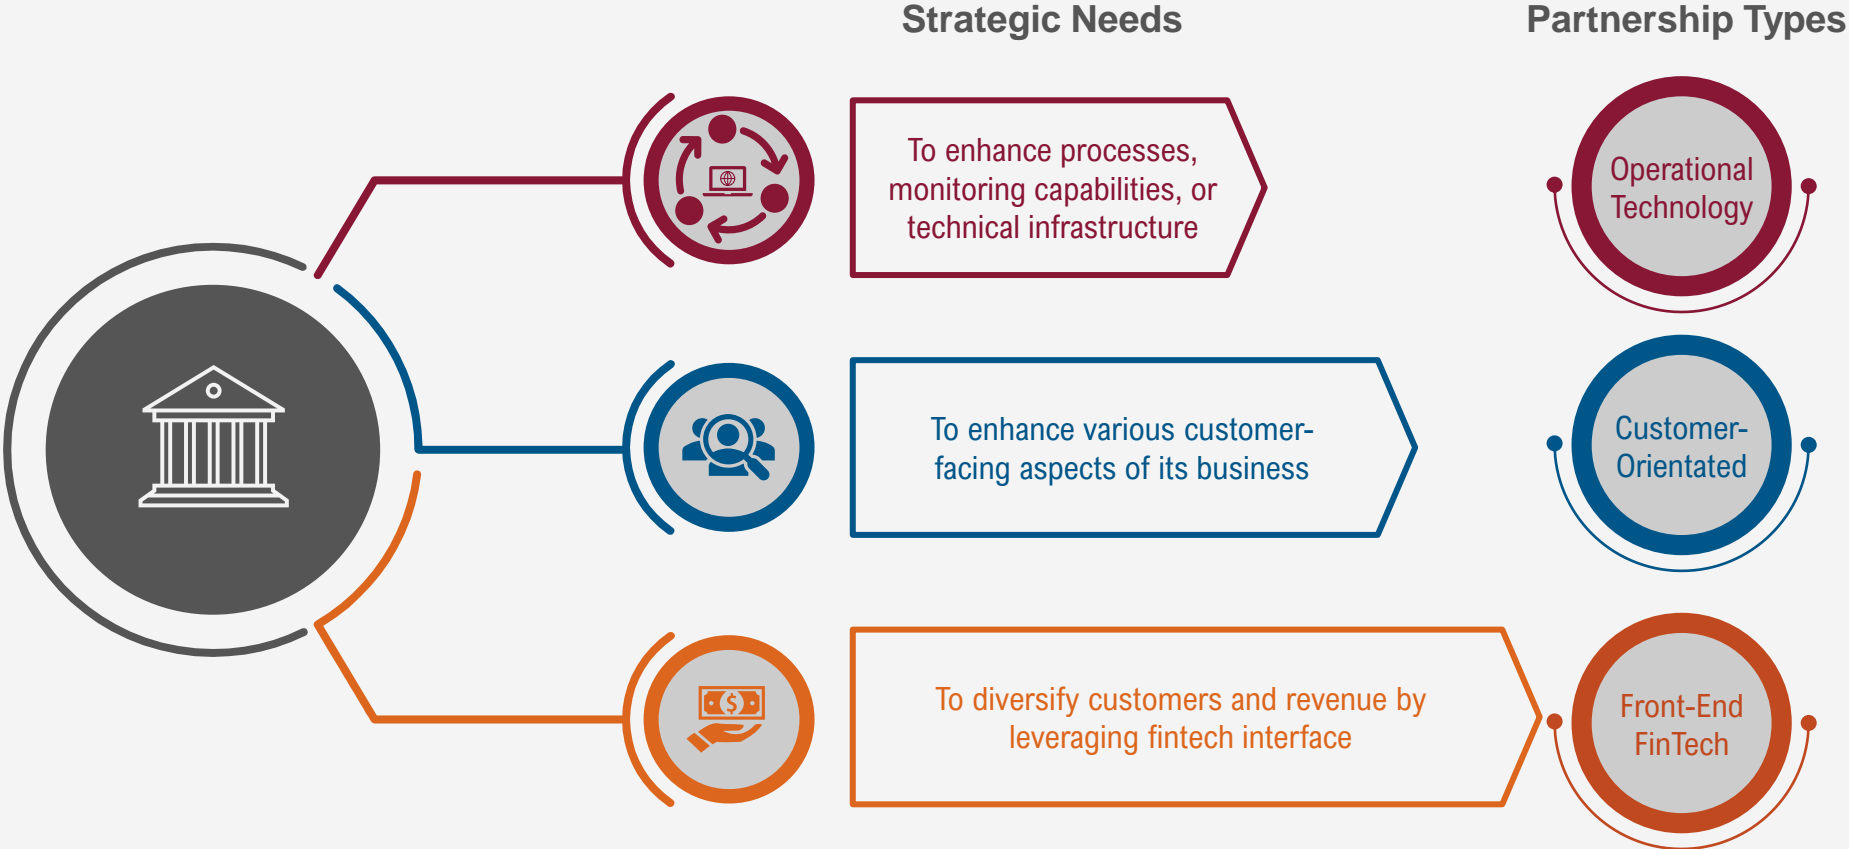 Strategic Needs
Partnership Types
To enhance processes,
monitoring capabilities, or
technical infrastructure
Operational
Technology
To enhance various customer-
facing aspects of its business
Customer-
Orientated
$
To diversify customers and revenue by
leveraging fintech interface
Front-End
FinTech